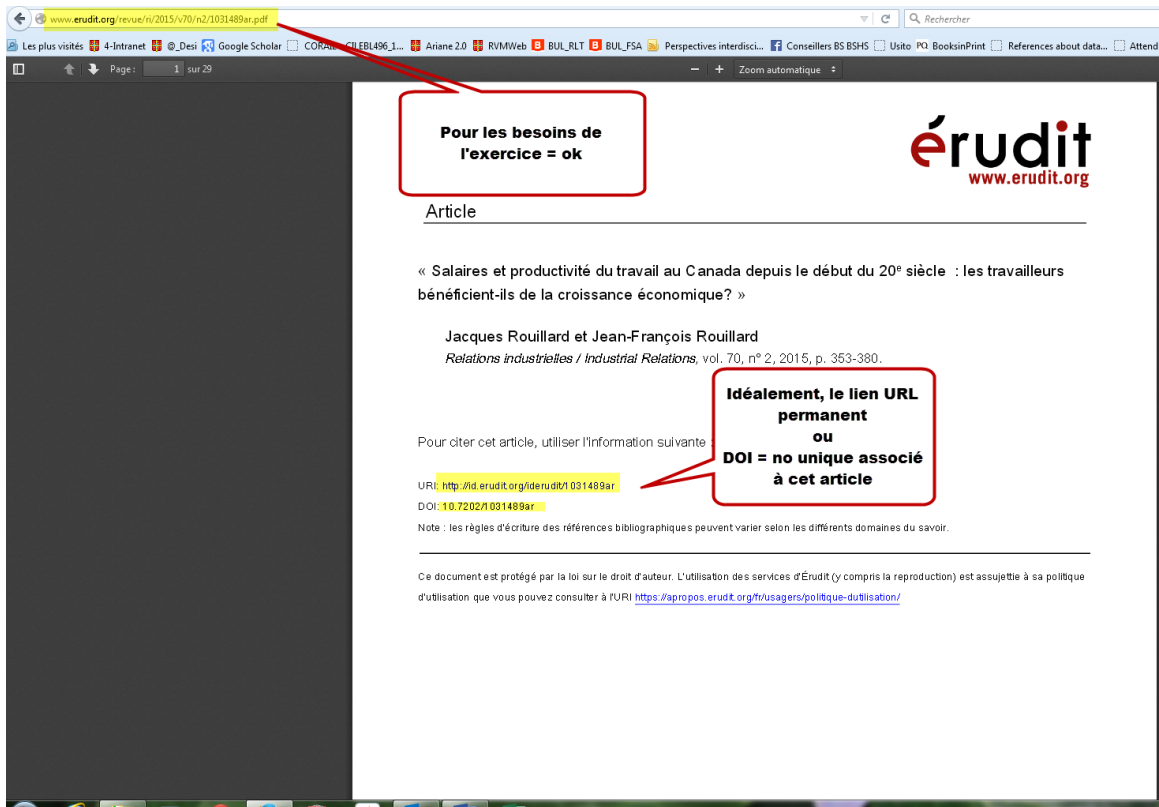 www.erudit.org/revue/ri/2015/v70/n2/1031489ar.pdf
Rechercher
Les plus visités 4-Intranet @_Desi Google Scholar CILEBL496_1... Ariane 2.0 RVMWeb BUL_RLT BUL_FSA Perspectives interdisci... Conseillers BS BSHS Usito PQ BooksinPrint References about data... Attend
Page: 1 sur 29
Zoom automatique
Pour les besoins de
l'exercice = ok
érudit
www.erudit.org
Article
« Salaires et productivité du travail au Canada depuis le début du 20e siècle : les travailleurs
bénéficient-ils de la croissance économique? »
Jacques Rouillard et Jean-François Rouillard
Relations industrielles / Industrial Relations, vol. 70, n° 2, 2015, p. 353-380.
Idéalement, le lien URL
permanent
ou
DOI = no unique associé
à cet article
Pour citer cet article, utiliser l'information suivante :
URI: http://id.erudit.org/iderudit/1031489ar
DOI: 10.7202/1031489ar
Note : les règles d'écriture des références bibliographiques peuvent varier selon les différents domaines du savoir.
Ce document est protégé par la loi sur le droit d'auteur. L'utilisation des services d'Érudit (y compris la reproduction) est assujettie à sa politique
d'utilisation que vous pouvez consulter à l'URI https://apropos.erudit.org/fr/usagers/politique-dutilisation/